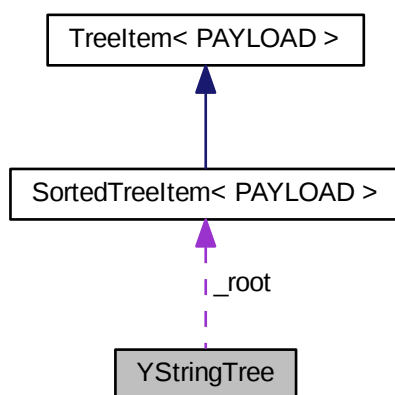 TreeItem< PAYLOAD >
SortedTreeItem< PAYLOAD >
_root
YStringTree